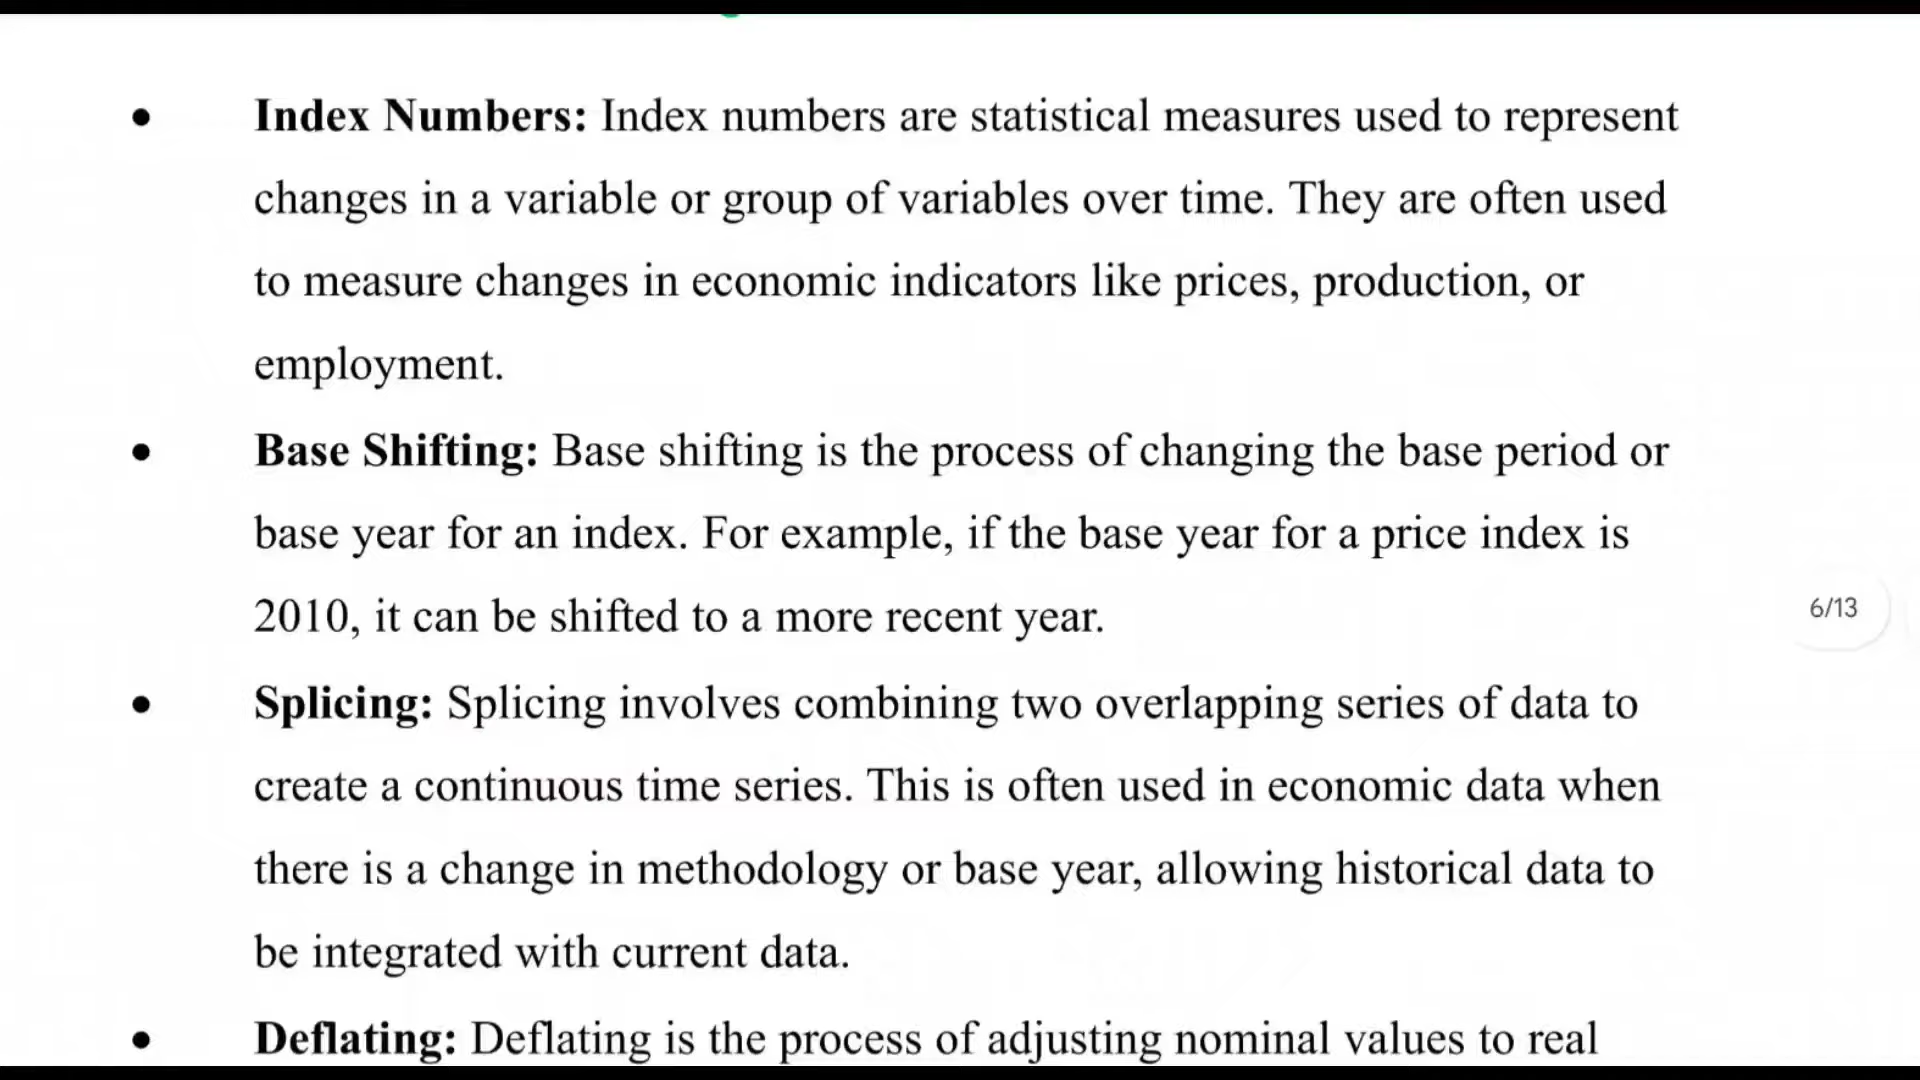 • Index Numbers: Index numbers are statistical measures used to represent
changes in a variable or group of variables over time. They are often used
to measure changes in economic indicators like prices, production, or
employment.
• Base Shifting: Base shifting is the process of changing the base period or
base year for an index. For example, if the base year for a price index is
2010, it can be shifted to a more recent year.
6/13
• Splicing: Splicing involves combining two overlapping series of data to
create a continuous time series. This is often used in economic data when
there is a change in methodology or base year, allowing historical data to
be integrated with current data.
• Deflating: Deflating is the process of adjusting nominal values to real